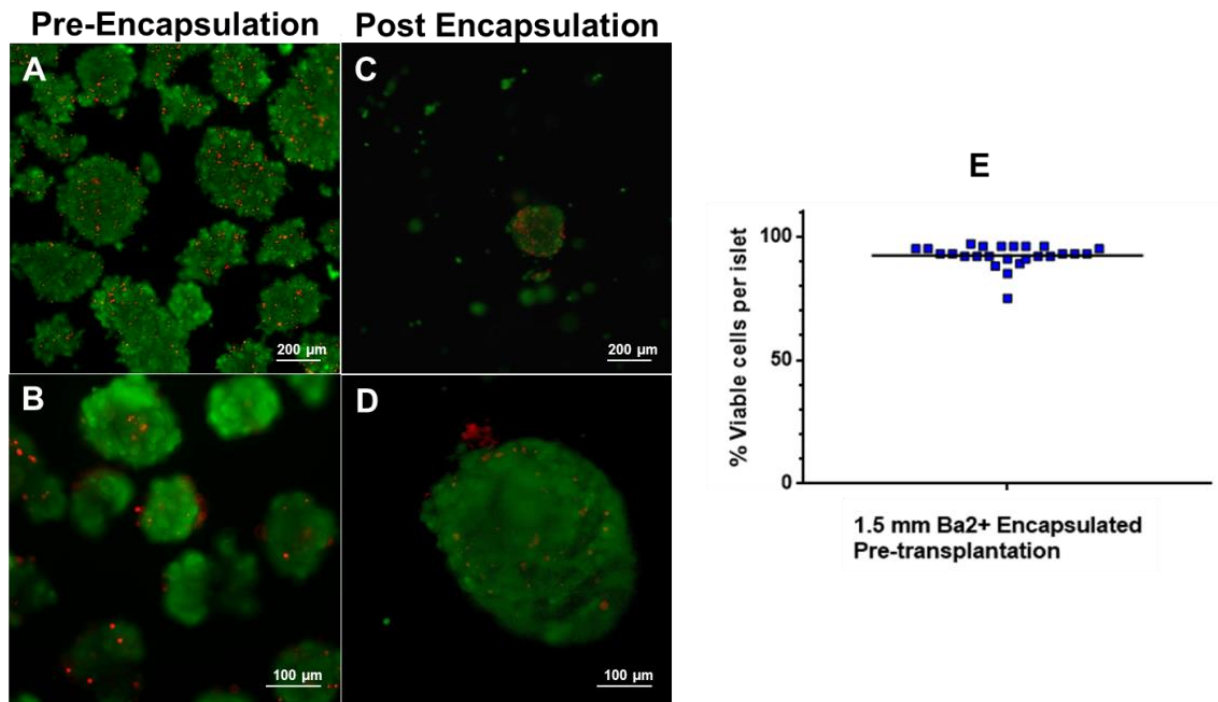 Pre-Encapsulation
Post Encapsulation
A
200 µm
C
200 µm
B
100 µm
D
100 µm
E
% Viable cells per islet
100
50
0
1.5 mm Ba2+ Encapsulated
Pre-transplantation